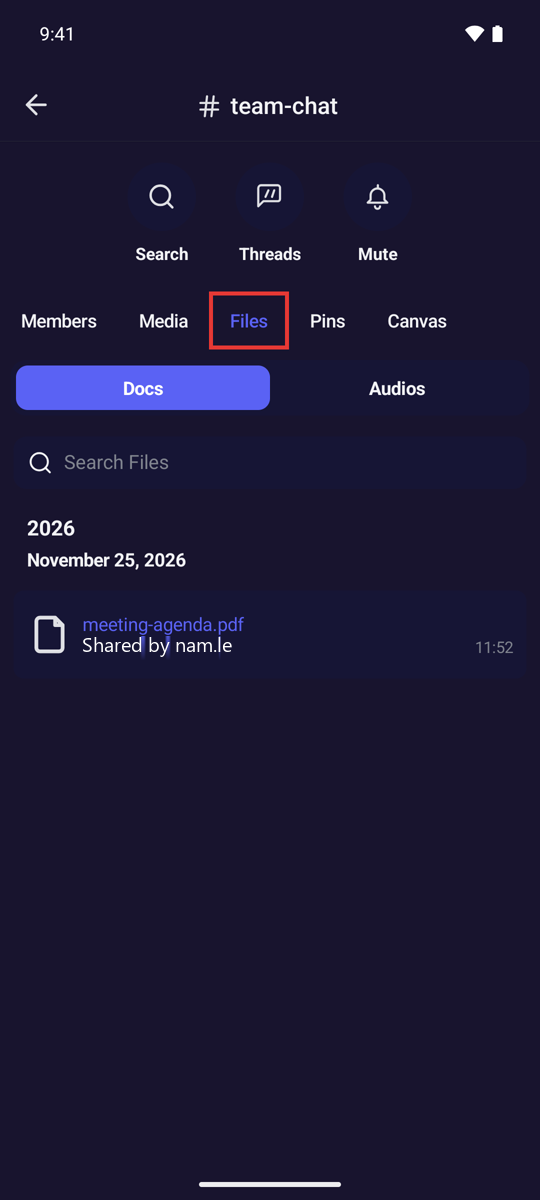 9:41
# team-chat
Search Threads Mute
Members Media Files Pins Canvas
Docs Audios
Search Files
2026
November 25, 2026
meeting-agenda.pdf
Shared by nam.le
11:52